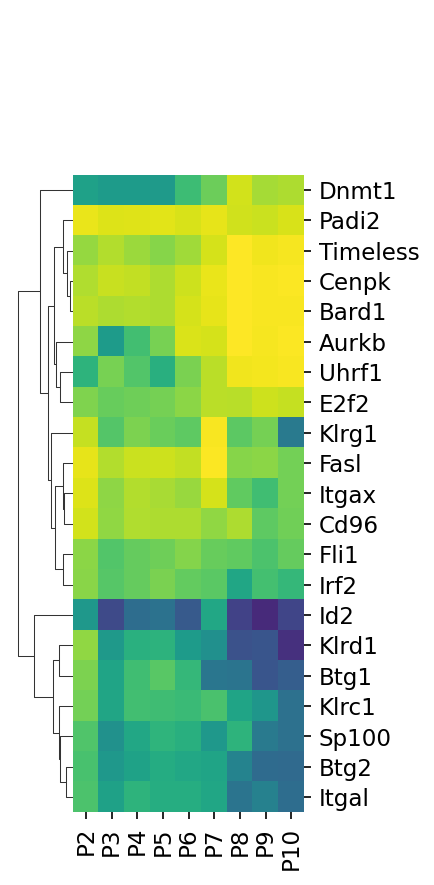 Dnmt1
Padi2
Timeless
Cenpk
Bard1
Aurkb
Uhrf1
E2f2
Klrg1
Fasl
Itgax
Cd96
Fli1
Irf2
Id2
Klrd1
Btg1
Klrc1
Sp100
Btg2
Itgal
P2 P3 P4 P5 P6 P7 P8 P9 P10